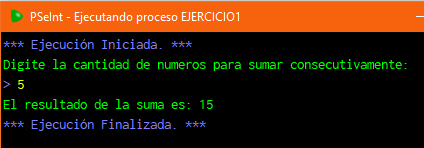 PSeInt - Ejecutando proceso EJERCICIO1
*** Ejecución Iniciada. ***
Digite la cantidad de numeros para sumar consecutivamente:
> 5
El resultado de la suma es: 15
*** Ejecución Finalizada. ***